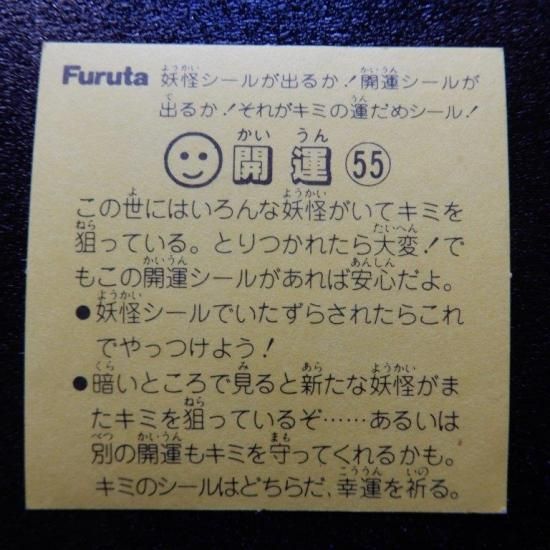 Furuta 妖怪シールが出るか!開運シールが
出るか!それがキミの運だめシール!
開運 55
この世にはいろんな妖怪がいてキミを
狙っている。とりつかれたら大変!で
もこの開運シールがあれば安心だよ。
●妖怪シールでいたずらされたらこれ
でやっつけよう!
●暗いところで見ると新たな妖怪がま
たキミを狙っているぞ……あるいは
別の開運もキミを守ってくれるかも。
キミのシールはどちらだ、幸運を祈る。